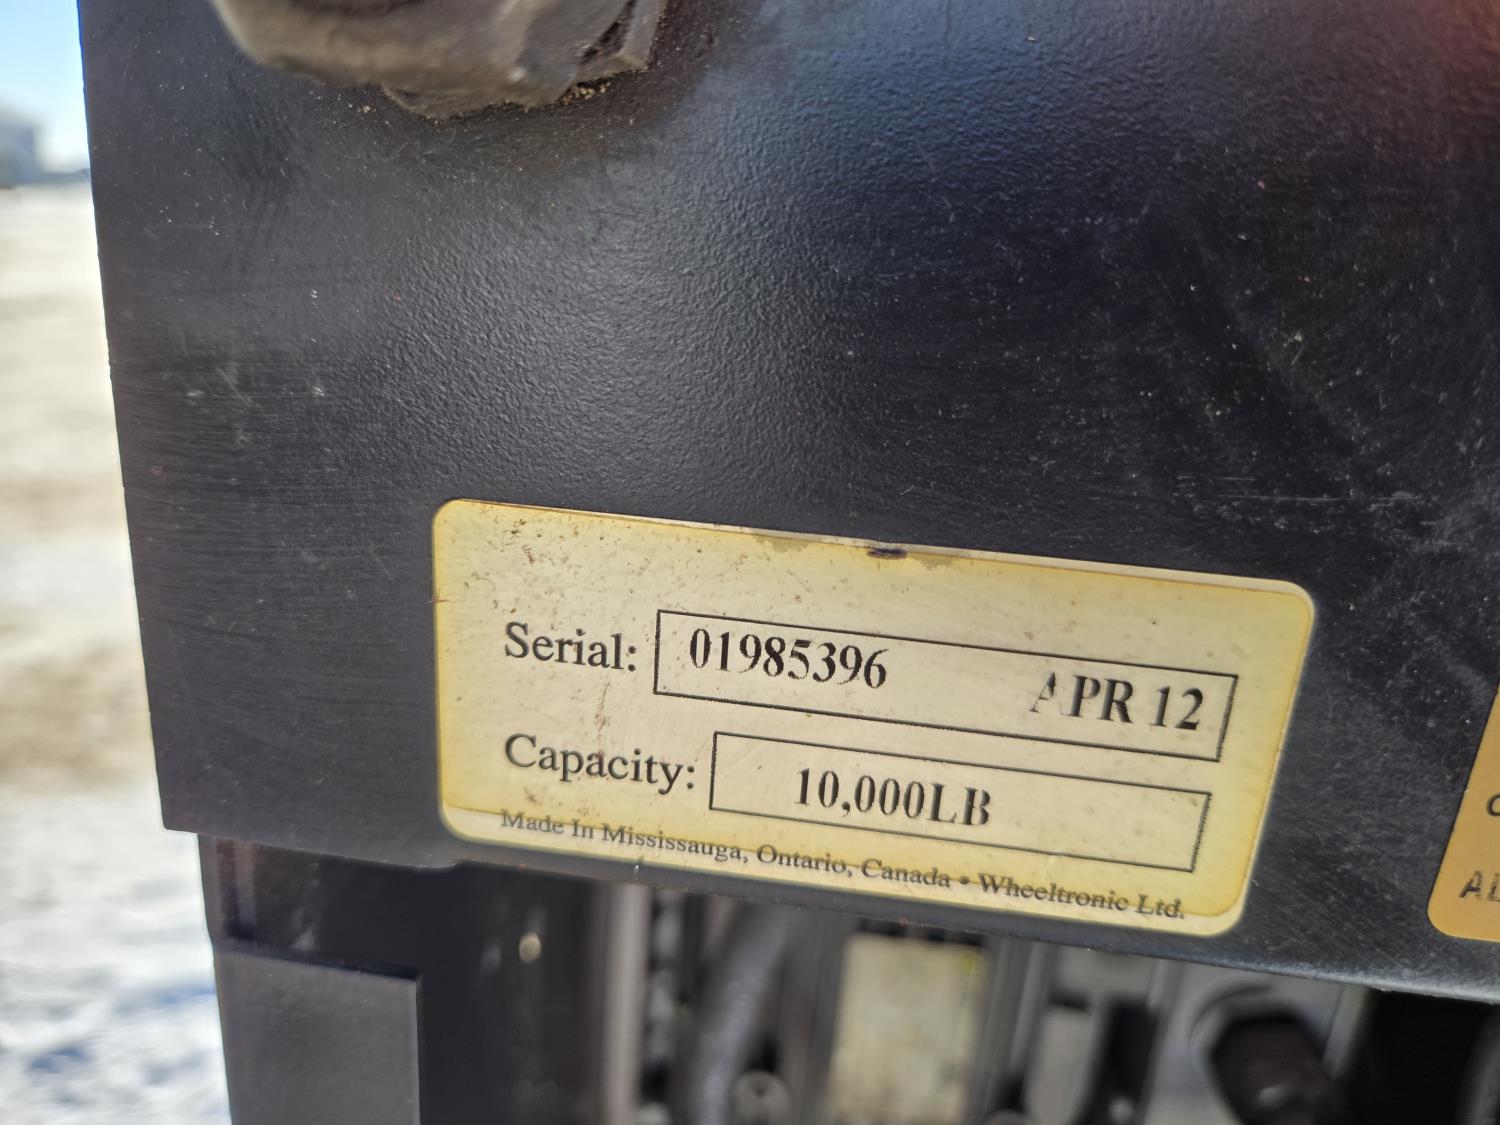 Serial: 01985396 APR 12
Capacity: 10,000LB
Made In Mississauga, Ontario, Canada • Wheeltronic Ltd.